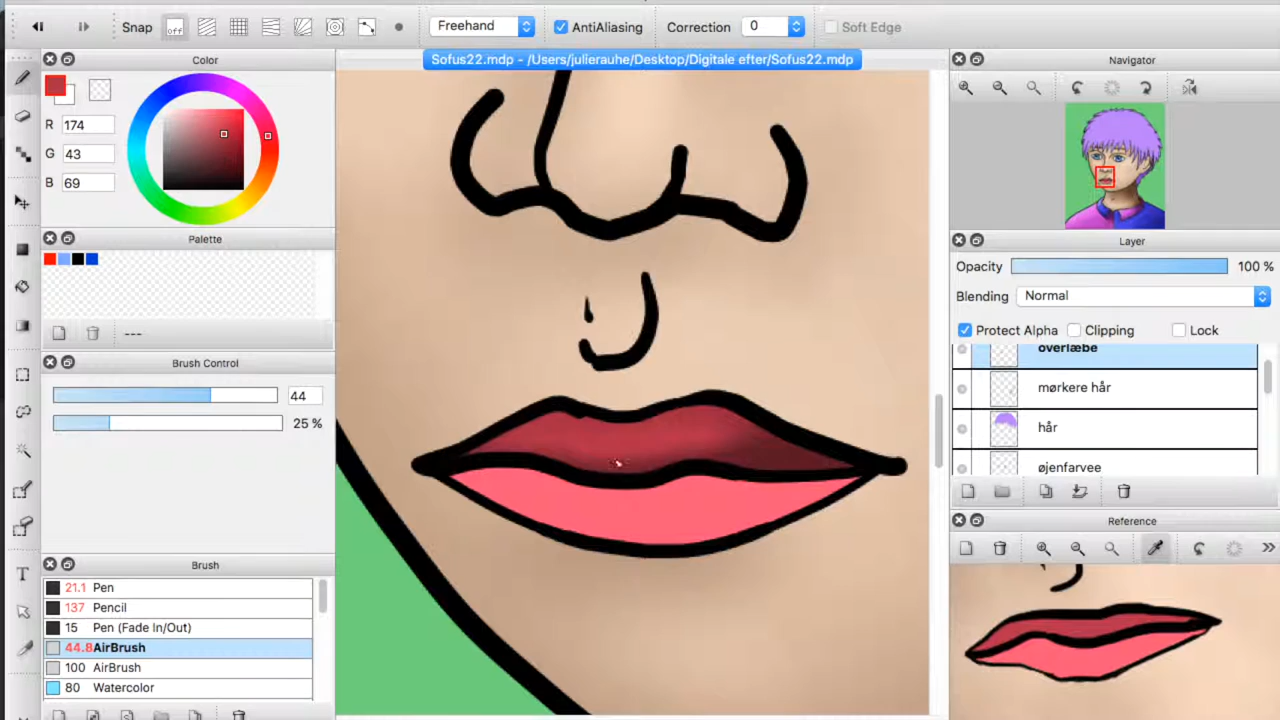 Snap off Freehand AntiAliasing Correction 0 Soft Edge
Color
Sofus22.mdp - /Users/julierauhe/Desktop/Digitale efter/Sofus22.mdp
Navigator
R 174
G 43
B 69
Palette
---
Brush Control
44
25 %
Brush
21.1 Pen
137 Pencil
15 Pen (Fade In/Out)
44.8 AirBrush
100 AirBrush
80 Watercolor
Layer
Opacity 100 %
Blending Normal
Protect Alpha Clipping Lock
overlæbe
mørkere hår
hår
øjenfarvee
Reference
T